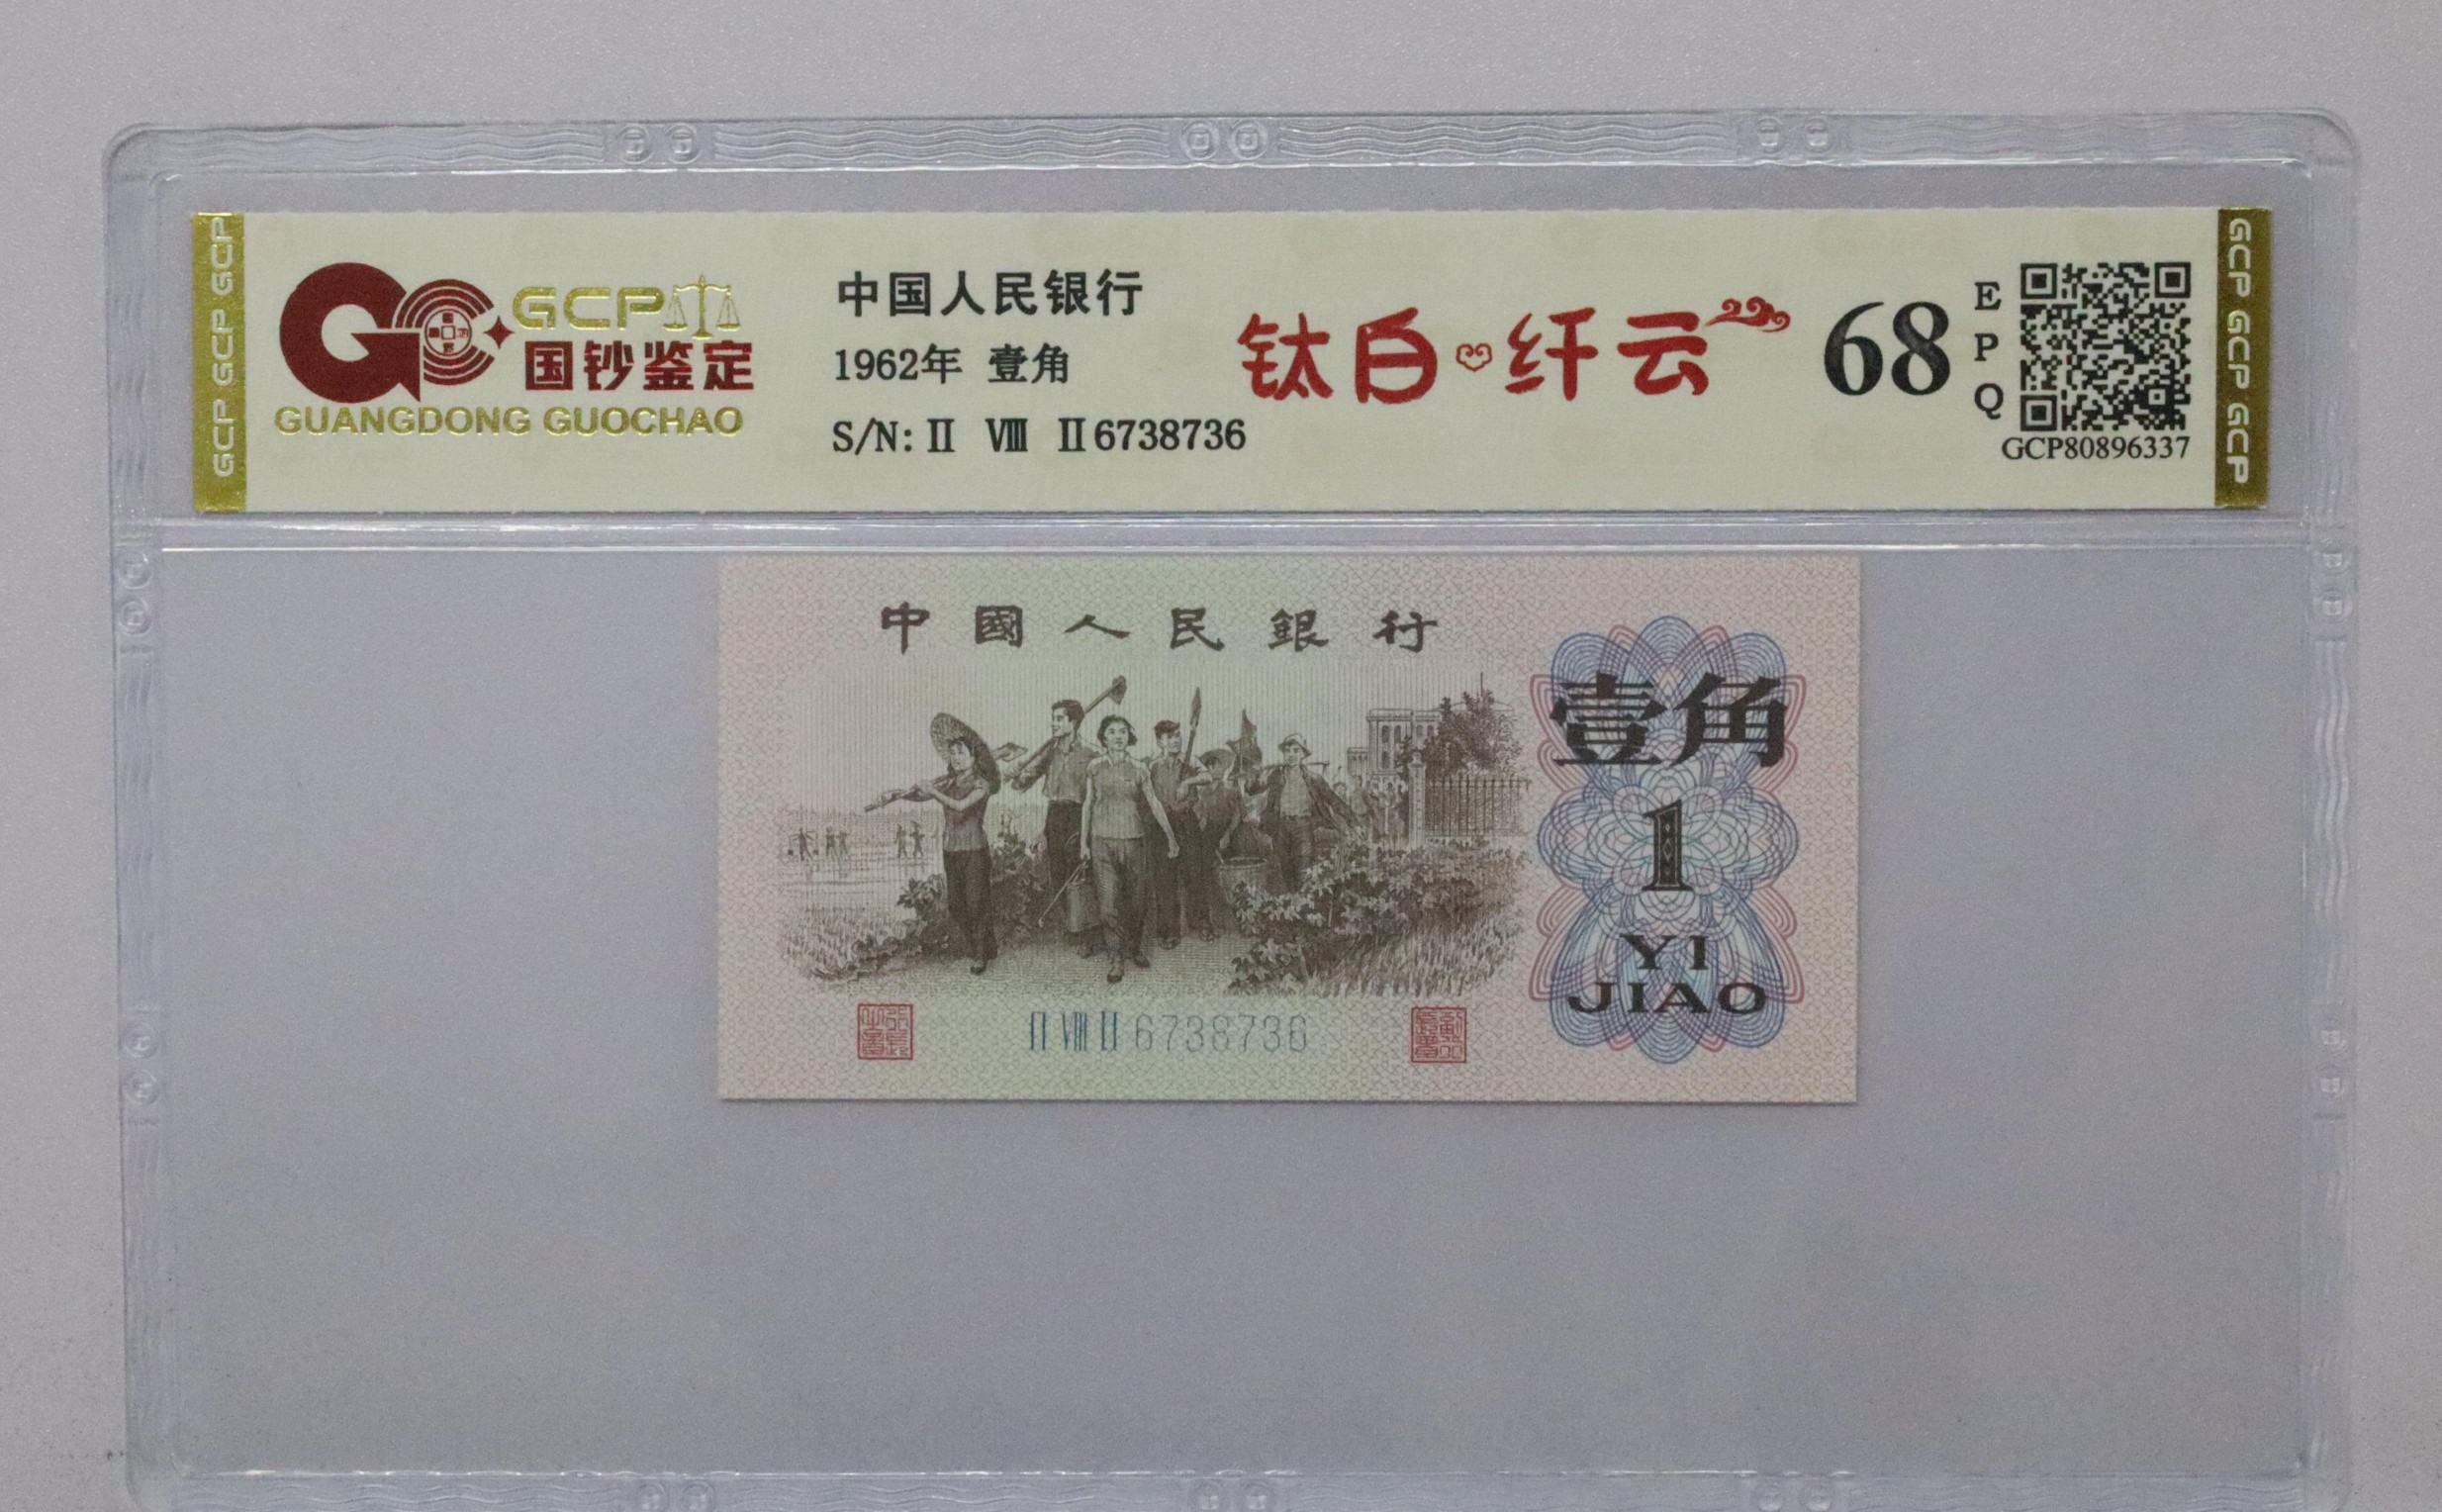 GCP GCP GCP
GCP
国钞鉴定
GUANGDONG GUOCHAO
中国人民银行
1962年 壹角
S/N: Ⅱ Ⅷ Ⅱ6738736
钛白 纤云
68
EPQ
GCP80896337
GCP GCP GCP
中國人民銀行
壹角
1
YI
JIAO
Ⅱ Ⅷ Ⅱ 6738736